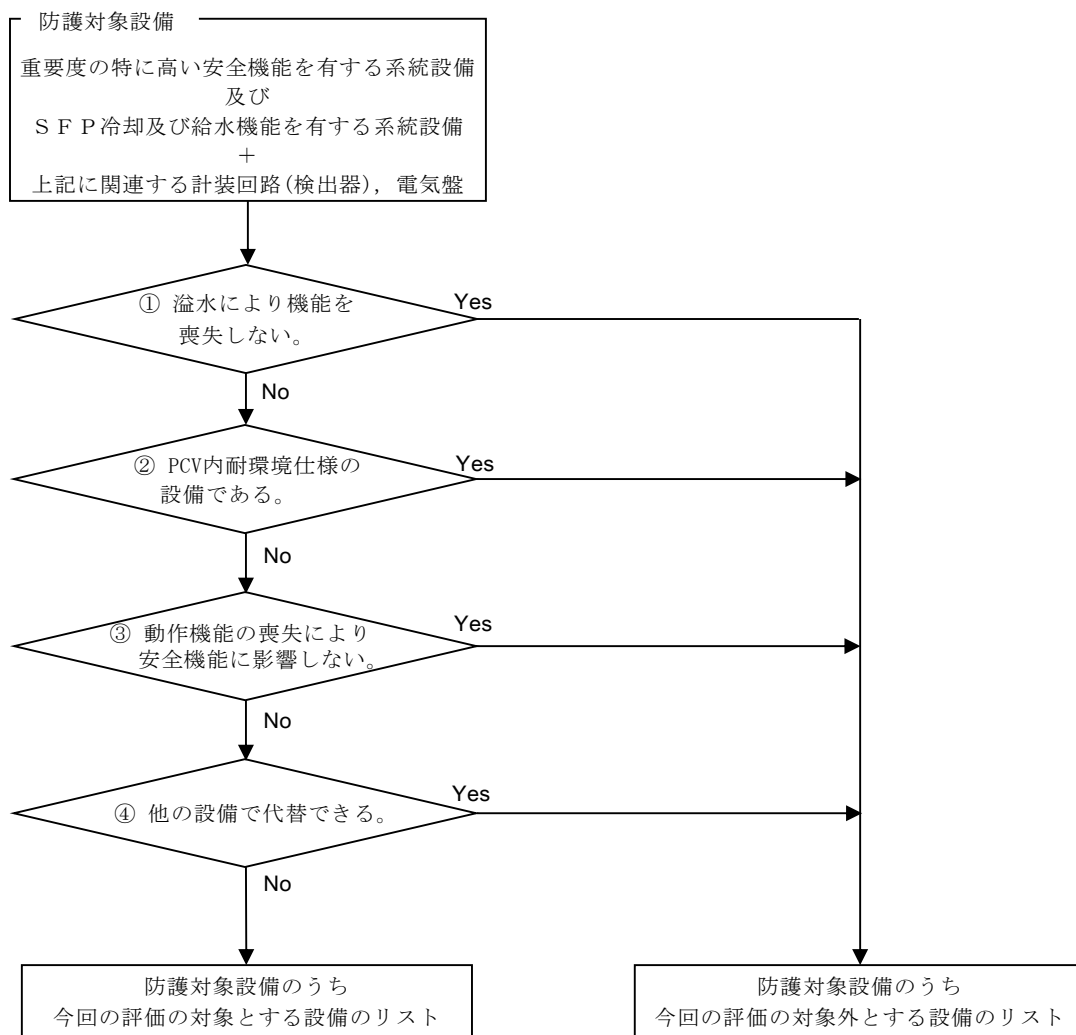 防護対象設備
重要度の特に高い安全機能を有する系統設備
及び
ＳＦＰ冷却及び給水機能を有する系統設備
＋
上記に関連する計装回路(検出器)，電気盤
① 溢水により機能を
喪失しない。
Yes
No
② PCV内耐環境仕様の
設備である。
Yes
No
③ 動作機能の喪失により
安全機能に影響しない。
Yes
No
④ 他の設備で代替できる。
Yes
No
防護対象設備のうち
今回の評価の対象とする設備のリスト
防護対象設備のうち
今回の評価の対象外とする設備のリスト